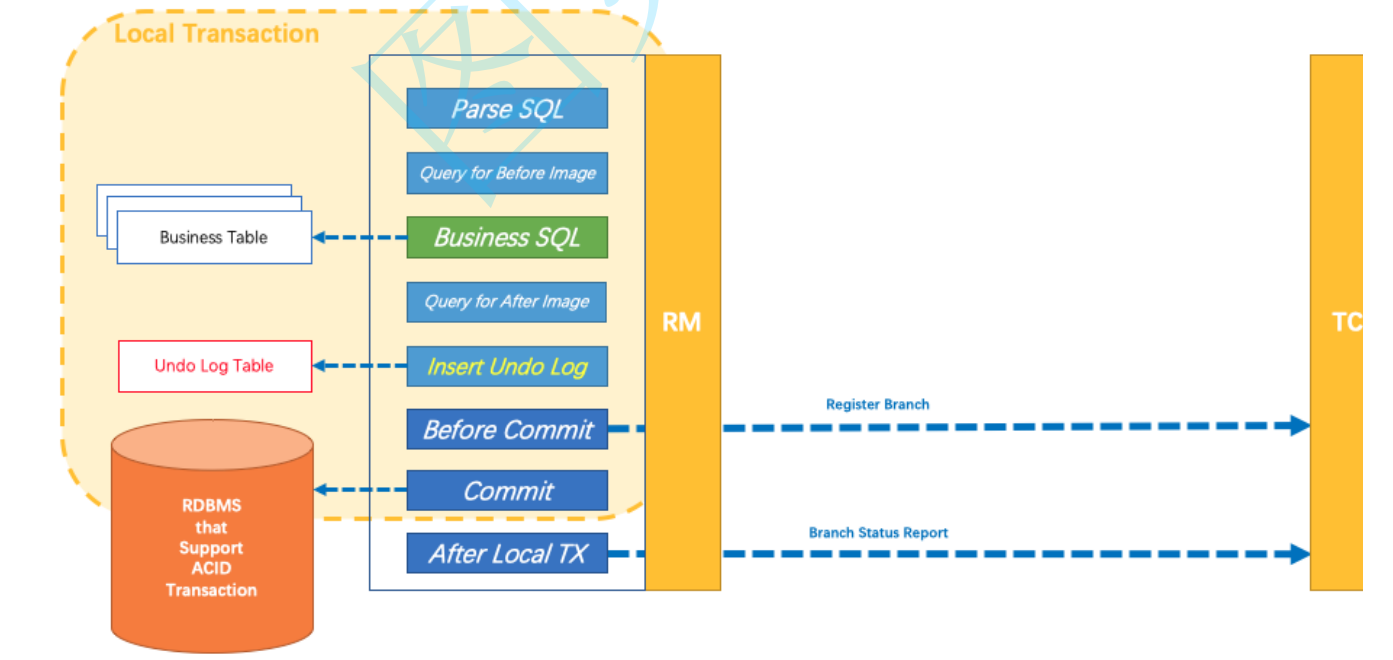 Local Transaction
Parse SQL
Query for Before Image
Business Table
Business SQL
Query for After Image
RM
TC
Undo Log Table
Insert Undo Log
Register Branch
Before Commit
Commit
RDBMS
that
Support
ACID
Transaction
Branch Status Report
After Local TX